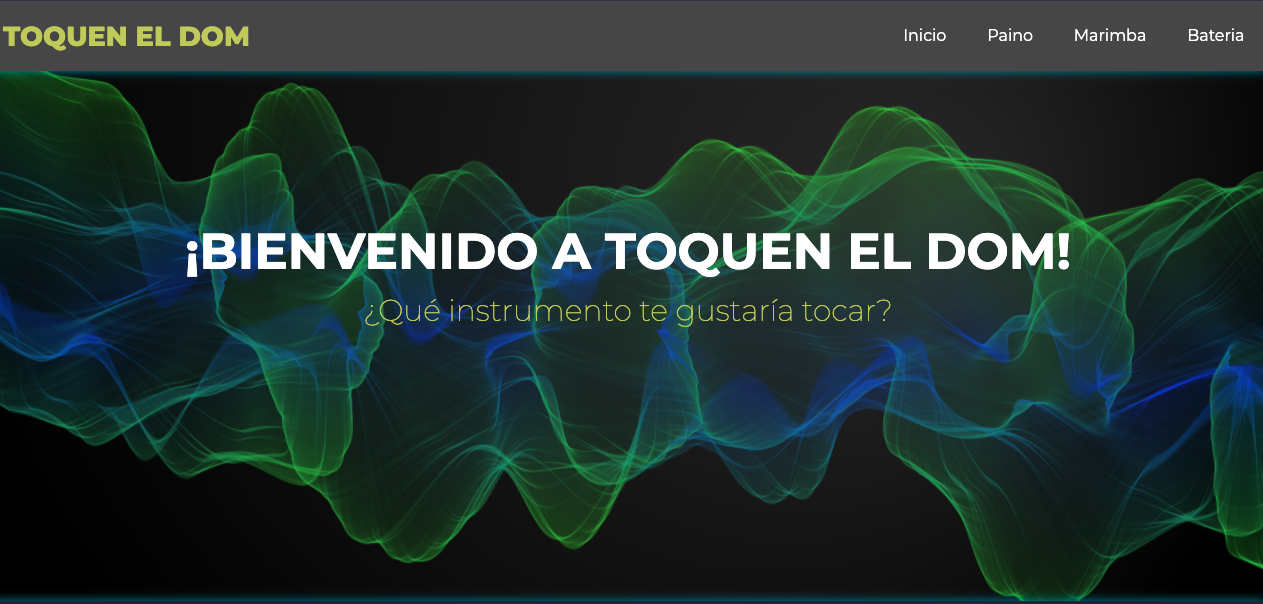 TOQUEN EL DOM
Inicio Paino Marimba Bateria
¡BIENVENIDO A TOQUEN EL DOM!
¿Qué instrumento te gustaría tocar?